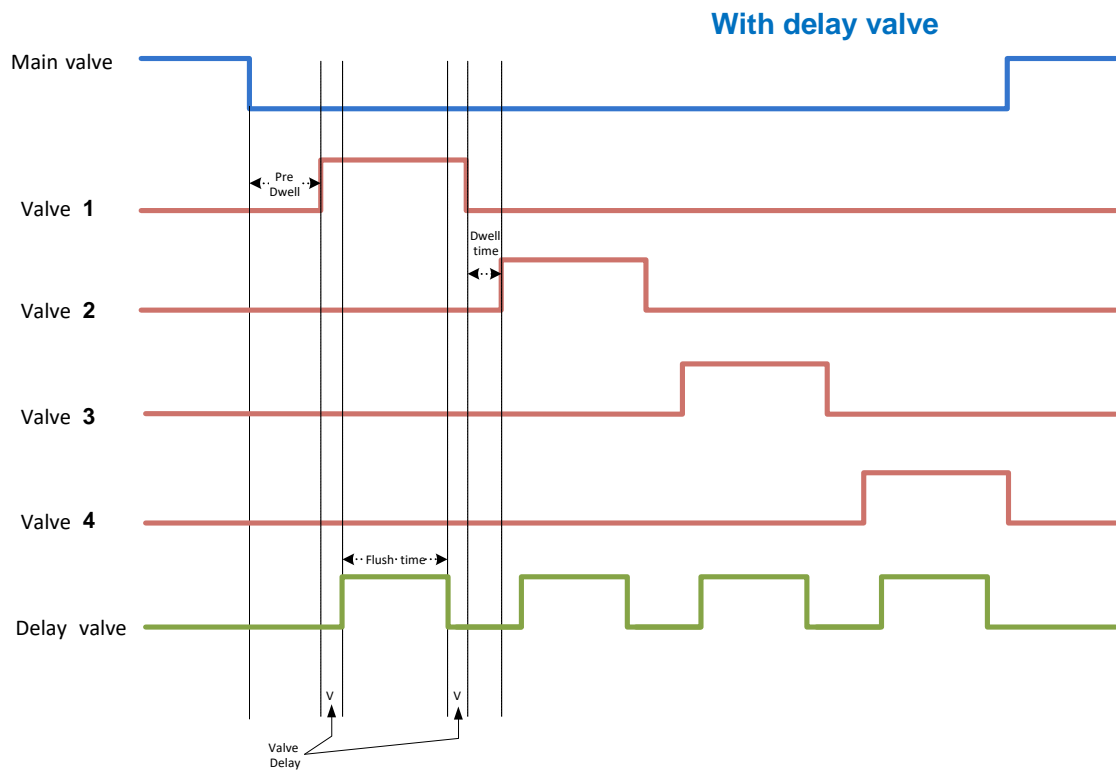 With delay valve
Main valve
Pre
Dwell
Valve 1
Dwell
time
Valve 2
Valve 3
Valve 4
Flush time
Delay valve
V V
Valve
Delay